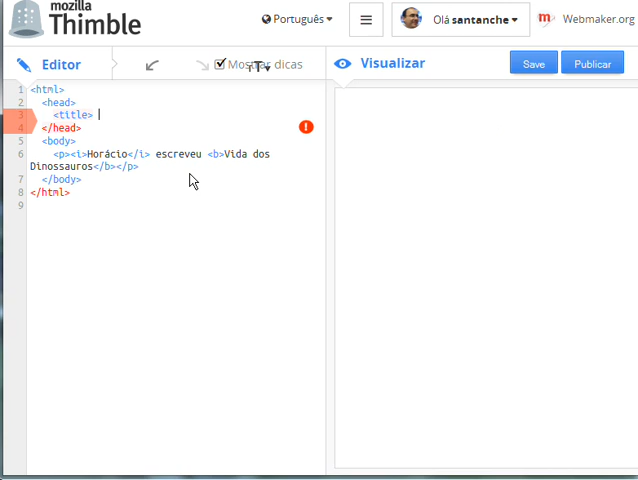 mozilla
Thimble
Português
Olá santanche
Webmaker.org
Editor
Mostrar dicas
TT
Visualizar
Save
Publicar
1 <html>
2 <head>
3 <title>
4 </head>
5 <body>
6 <p><i>Horácio</i> escreveu <b>Vida dos
Dinossauros</b></p>
7 </body>
8 </html>
9